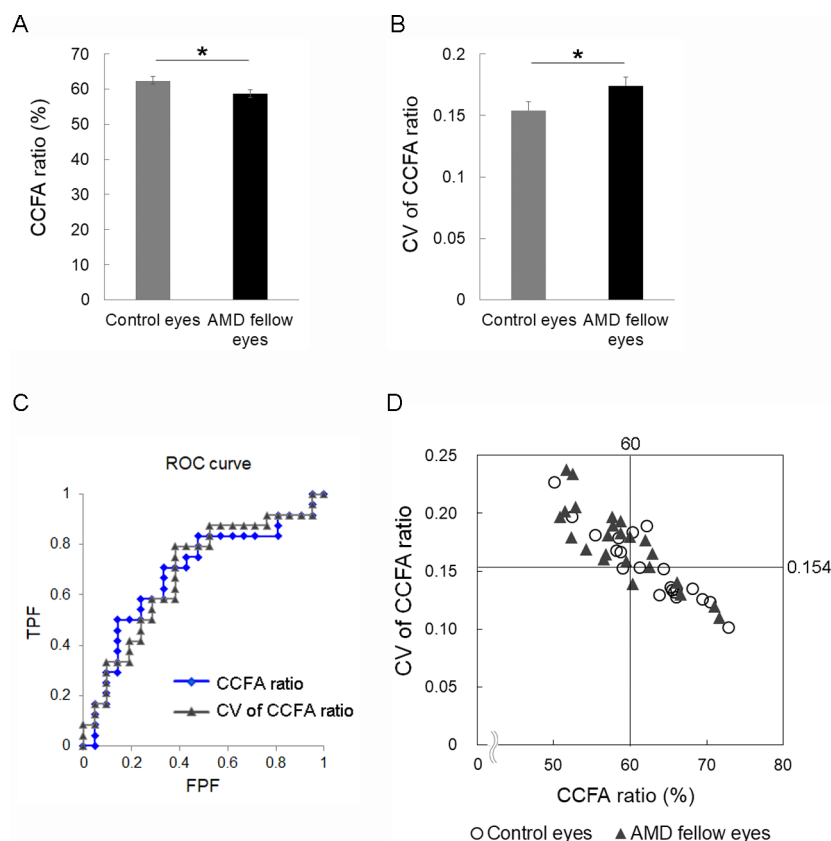 A
CCFA ratio (%)
70
60
50
40
30
20
10
0
*
Control eyes
AMD fellow
eyes
B
CV of CCFA ratio
0.2
0.15
0.1
0.05
0
*
Control eyes
AMD fellow
eyes
C
ROC curve
TPF
1
0.8
0.6
0.4
0.2
0
CCFA ratio
CV of CCFA ratio
0 0.2 0.4 0.6 0.8 1
FPF
D
60
CV of CCFA ratio
0.25
0.20
0.15
0.10
0.05
0
0.154
0 50 60 70 80
CCFA ratio (%)
Control eyes AMD fellow eyes